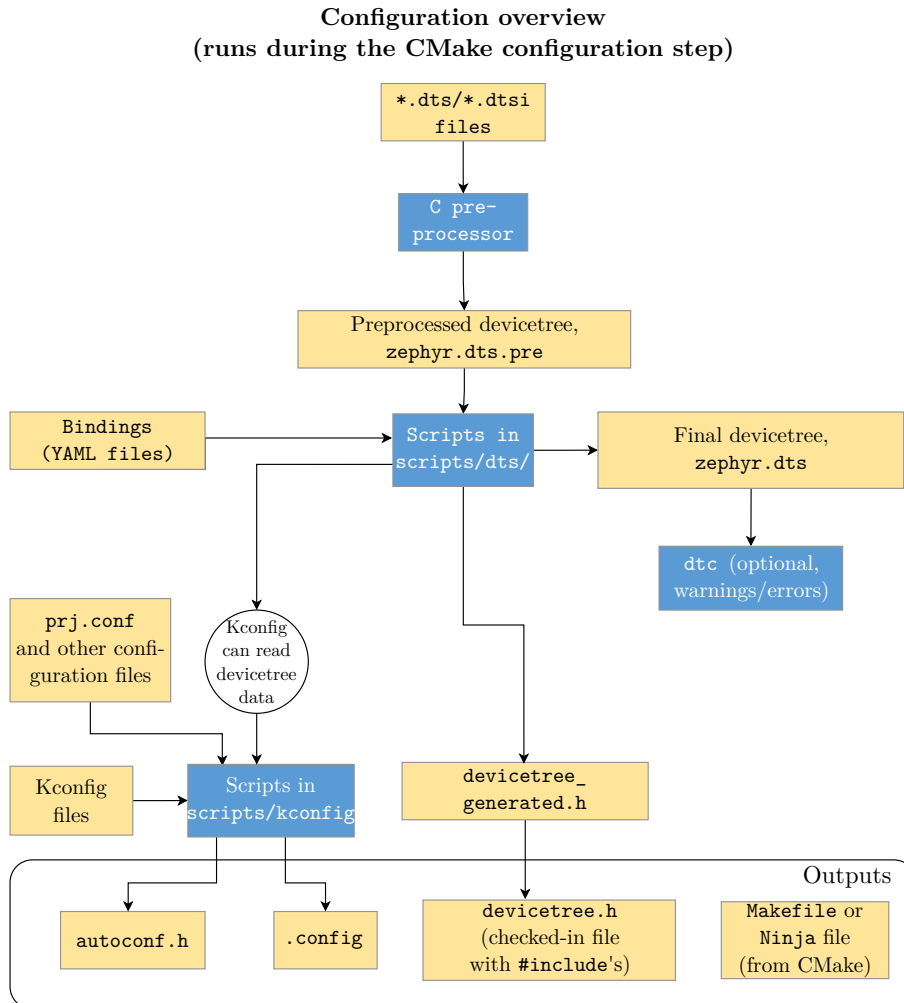 Configuration overview
(runs during the CMake configuration step)
*.dts/*.dtsi
files
C pre-
processor
Preprocessed devicetree,
zephyr.dts.pre
Bindings
(YAML files)
Scripts in
scripts/dts/
Final devicetree,
zephyr.dts
dtc (optional,
warnings/errors)
prj.conf
and other confi-
guration files
Kconfig
can read
devicetree
data
Kconfig
files
Scripts in
scripts/kconfig
devicetree_
generated.h
Outputs
autoconf.h
.config
devicetree.h
(checked-in file
with #include's)
Makefile or
Ninja file
(from CMake)